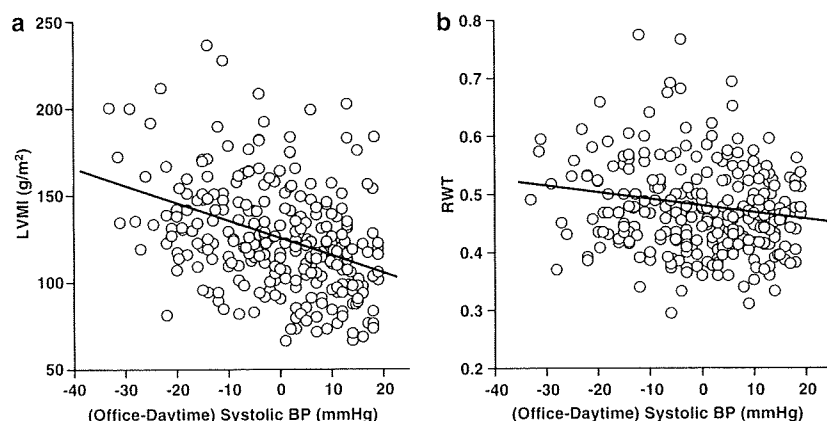 a
250
200
150
100
50
LVMI (g/m²)
-40 -30 -20 -10 0 10 20
(Office-Daytime) Systolic BP (mmHg)
b
0.8
0.7
0.6
0.5
0.4
0.3
0.2
RWT
-40 -30 -20 -10 0 10 20
(Office-Daytime) Systolic BP (mmHg)